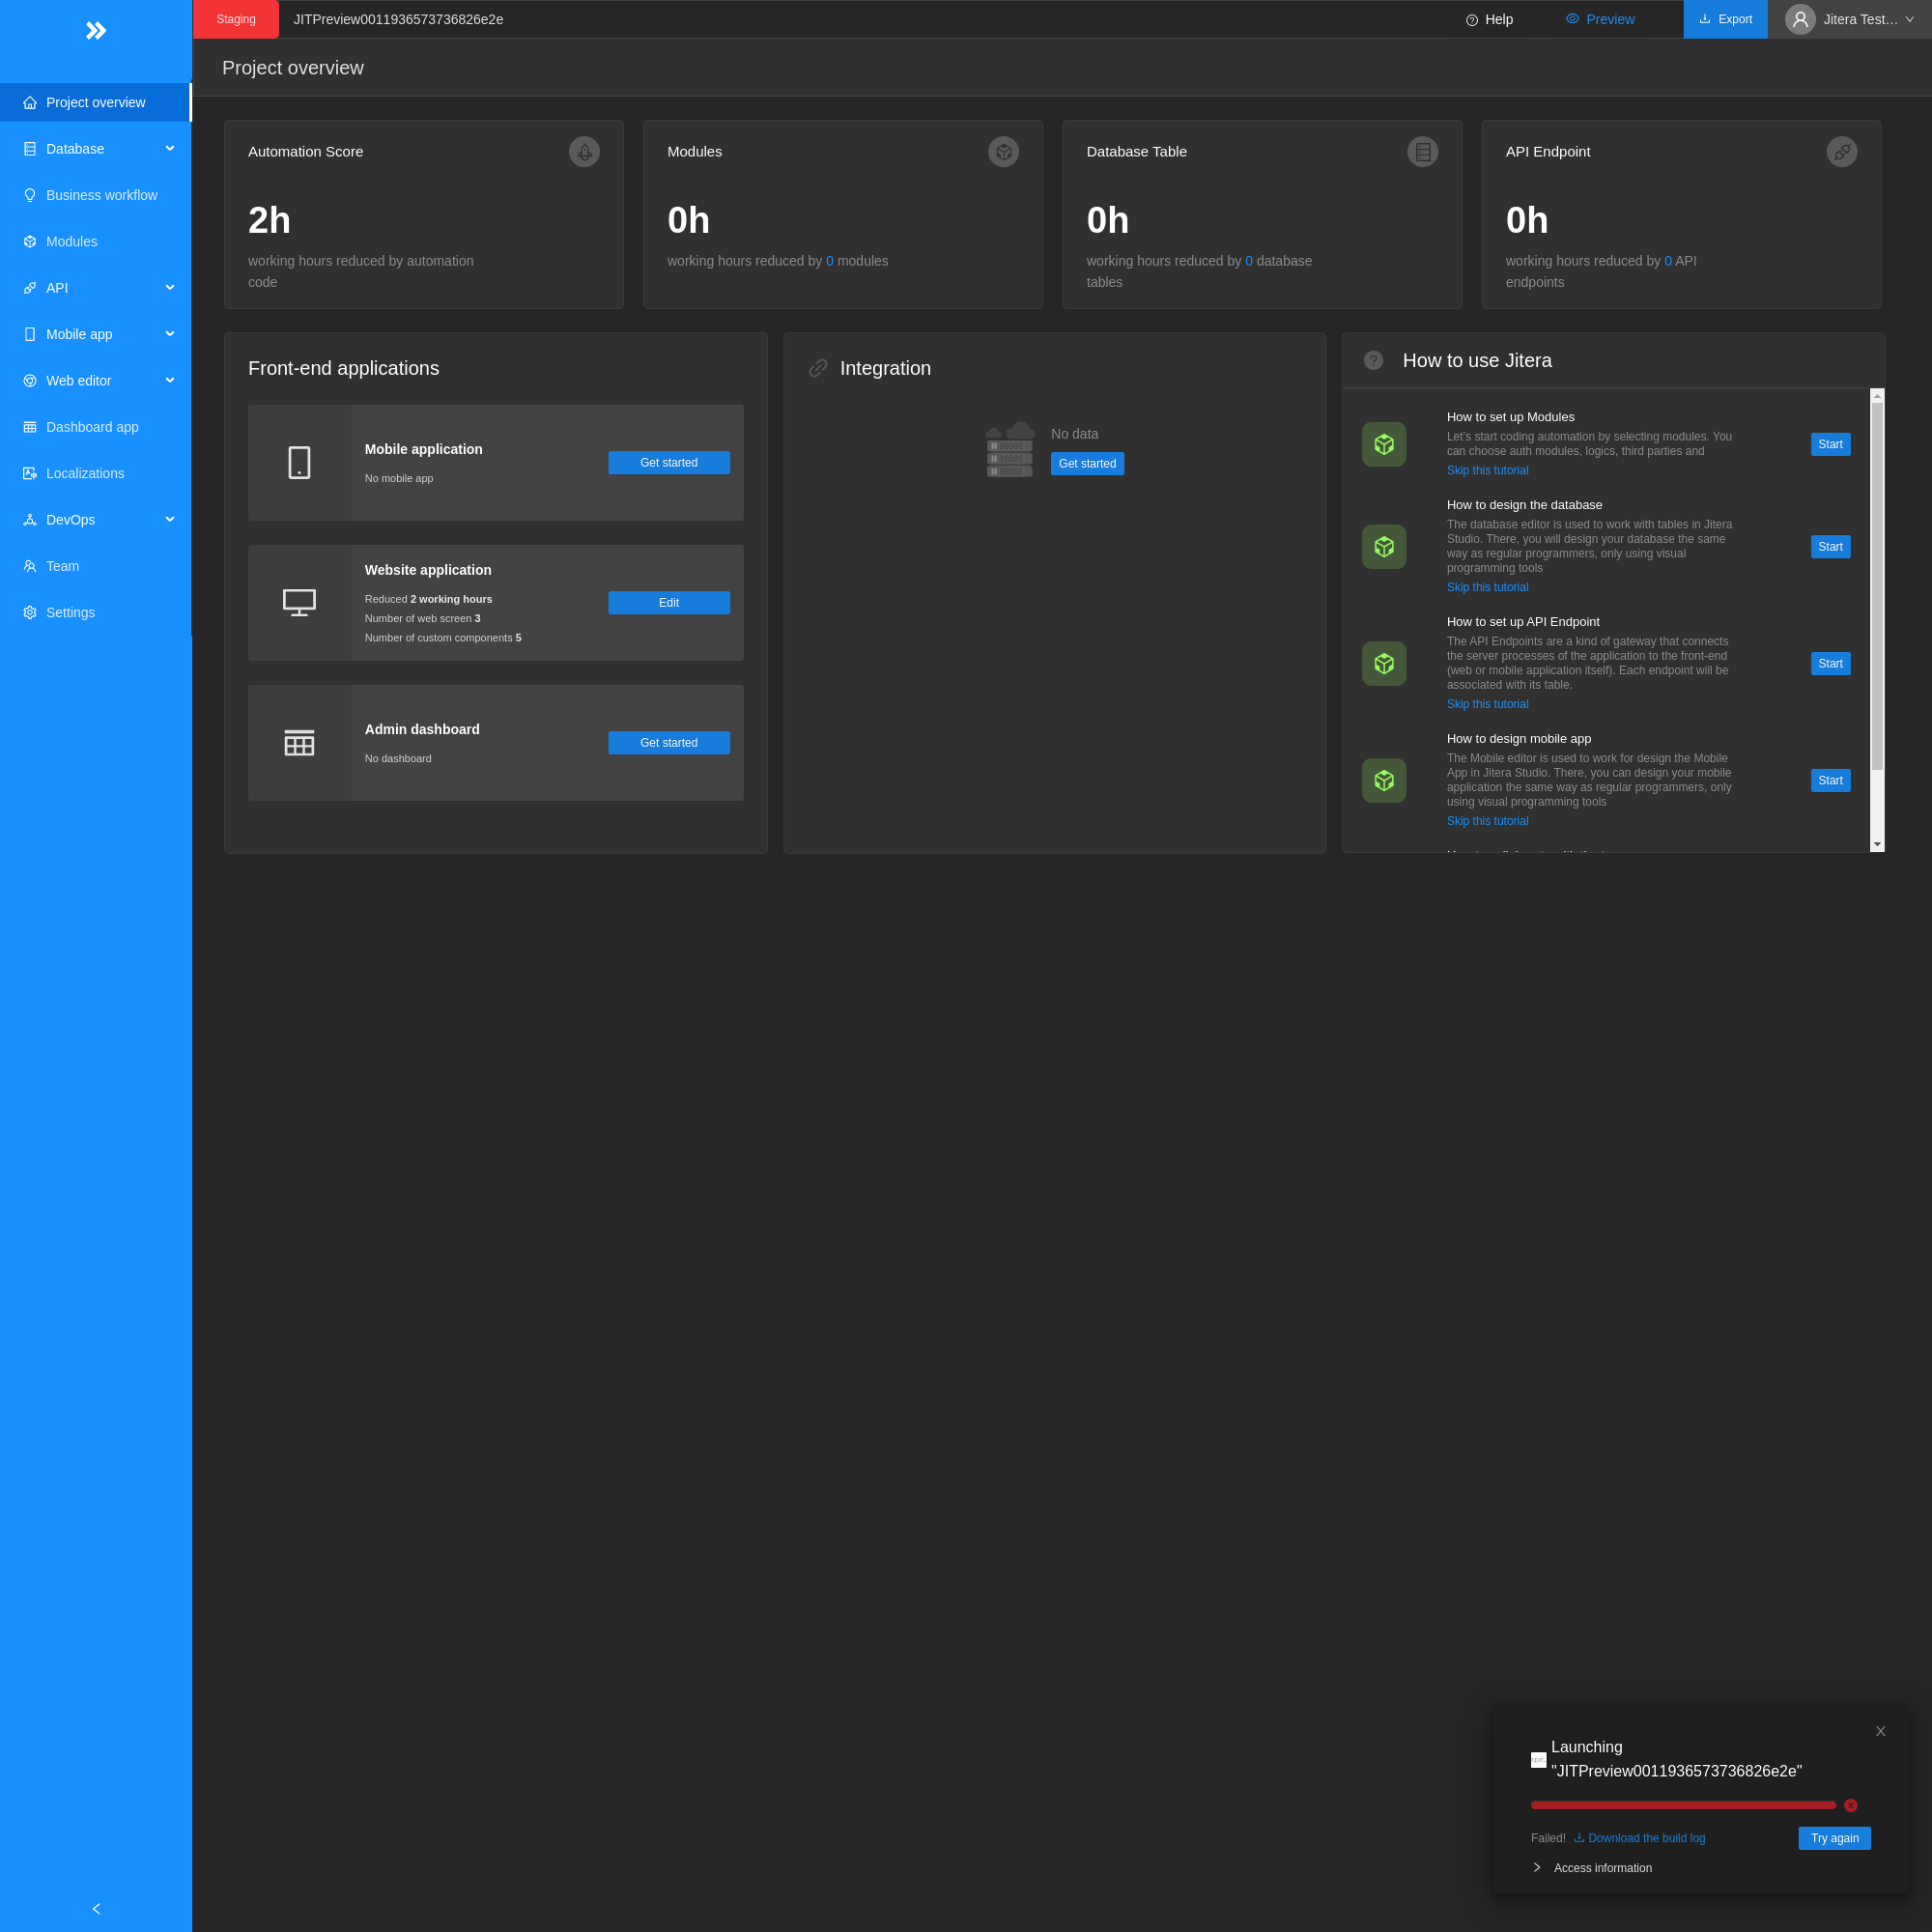 Staging
JITPreview0011936573736826e2e
Help
Preview
Export
Jitera Test…
Project overview
Project overview
Database
Business workflow
Modules
API
Mobile app
Web editor
Dashboard app
Localizations
DevOps
Team
Settings
Automation Score
2h
working hours reduced by automation
code
Modules
0h
working hours reduced by 0 modules
Database Table
0h
working hours reduced by 0 database
tables
API Endpoint
0h
working hours reduced by 0 API
endpoints
Front-end applications
Mobile application
No mobile app
Get started
Website application
Reduced 2 working hours
Number of web screen 3
Number of custom components 5
Edit
Admin dashboard
No dashboard
Get started
Integration
No data
Get started
How to use Jitera
How to set up Modules
Let's start coding automation by selecting modules. You
can choose auth modules, logics, third parties and
Skip this tutorial
Start
How to design the database
The database editor is used to work with tables in Jitera
Studio. There, you will design your database the same
way as regular programmers, only using visual
programming tools
Skip this tutorial
Start
How to set up API Endpoint
The API Endpoints are a kind of gateway that connects
the server processes of the application to the front-end
(web or mobile application itself). Each endpoint will be
associated with its table.
Skip this tutorial
Start
How to design mobile app
The Mobile editor is used to work for design the Mobile
App in Jitera Studio. There, you can design your mobile
application the same way as regular programmers, only
using visual programming tools
Skip this tutorial
Start
Launching
"JITPreview0011936573736826e2e"
Failed!
Download the build log
Try again
Access information